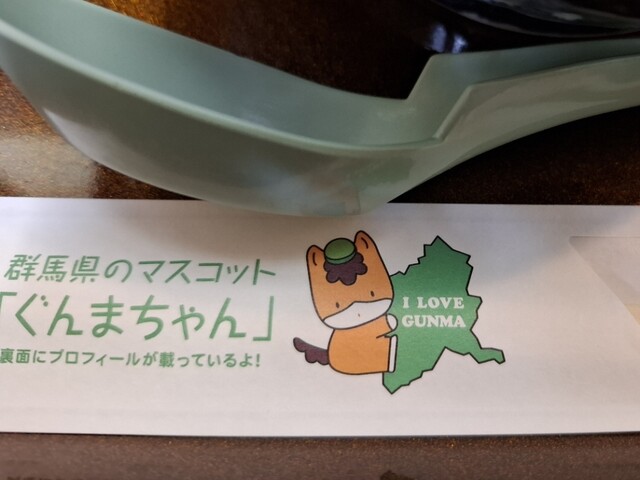 群馬県のマスコット
「ぐんまちゃん」
裏面にプロフィールが載っているよ!
I LOVE
GUNMA